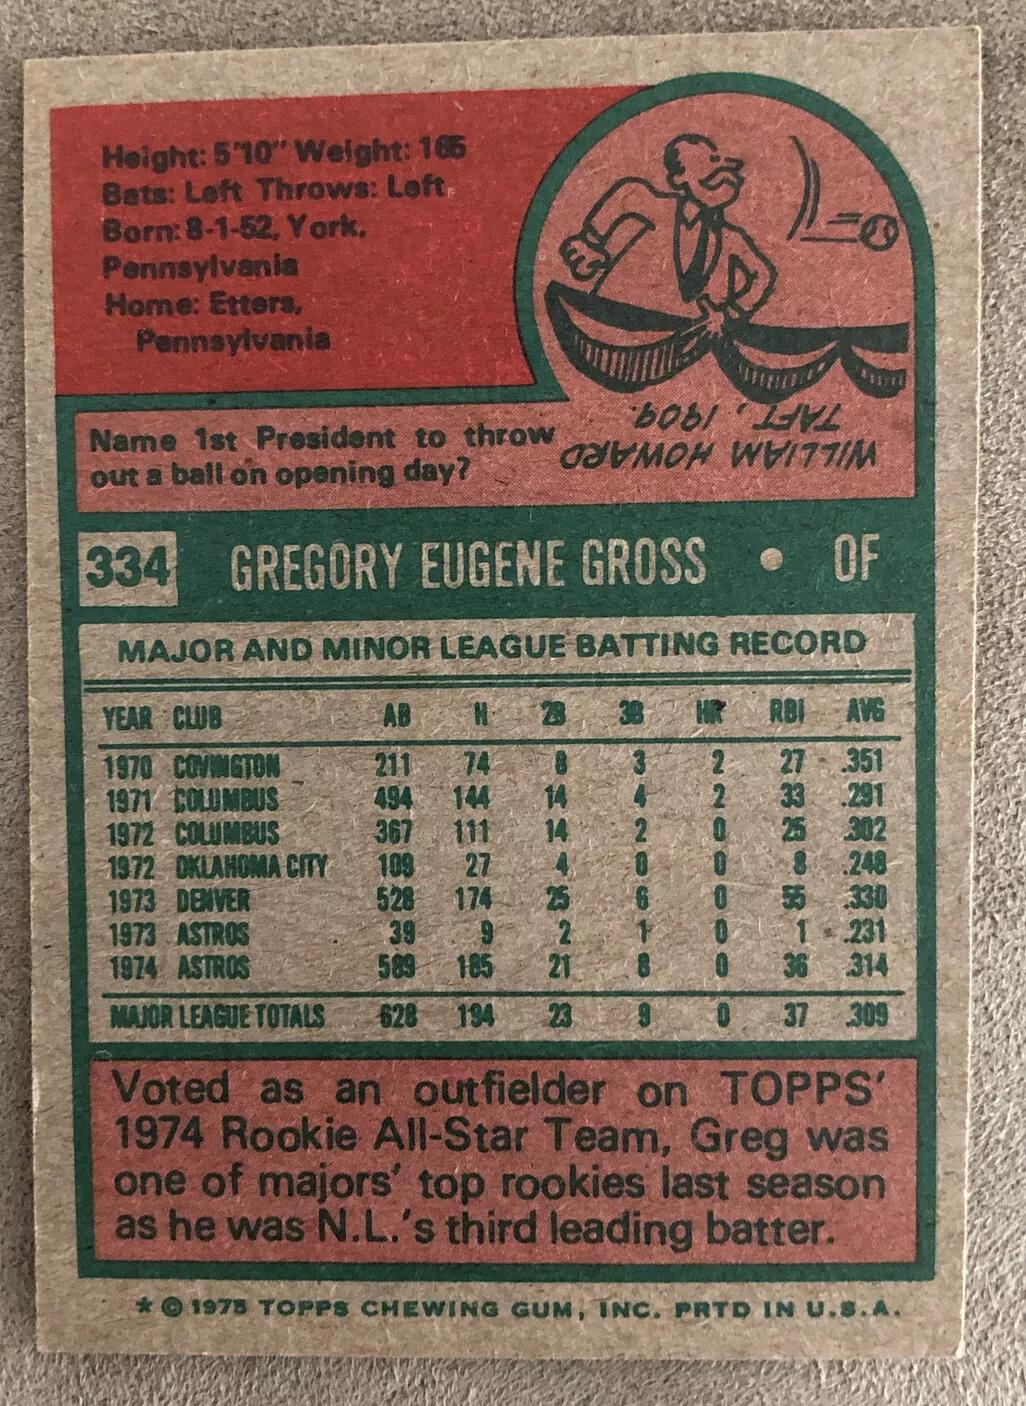 Height: 5'10" Weight: 165
Bats: Left Throws: Left
Born: 8-1-52, York,
Pennsylvania
Home: Etters,
Pennsylvania
Name 1st President to throw
out a ball on opening day?
WILLIAM HOWARD
TAFT, 1909.
334 GREGORY EUGENE GROSS • OF
MAJOR AND MINOR LEAGUE BATTING RECORD
YEAR CLUB AB H 2B 3B HR RBI AVG
1970 COVINGTON 211 74 8 3 2 27 .351
1971 COLUMBUS 494 144 14 4 2 33 .291
1972 COLUMBUS 367 111 14 2 0 25 .302
1972 OKLAHOMA CITY 109 27 4 0 0 8 .248
1973 DENVER 528 174 25 6 0 55 .330
1973 ASTROS 39 9 2 1 0 1 .231
1974 ASTROS 589 185 21 8 0 36 .314
MAJOR LEAGUE TOTALS 628 194 23 9 0 37 .309
Voted as an outfielder on TOPPS'
1974 Rookie All-Star Team, Greg was
one of majors' top rookies last season
as he was N.L.'s third leading batter.
* © 1975 TOPPS CHEWING GUM, INC. PRTD IN U.S.A.